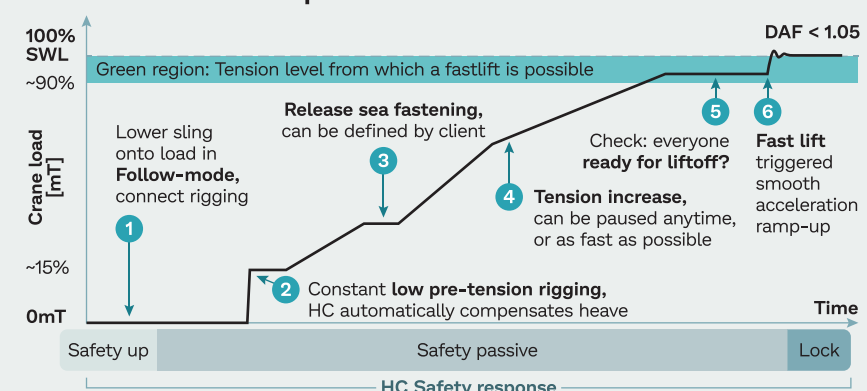 100%
SWL
DAF < 1.05
Green region: Tension level from which a fastlift is possible
~90%
Release sea fastening,
can be defined by client
3
5
6
Lower sling
onto load in
Follow-mode,
connect rigging
1
Check: everyone
ready for liftoff?
Fast lift
triggered
smooth
acceleration
ramp-up
4
Tension increase,
can be paused anytime,
or as fast as possible
Crane load
[mT]
~15%
2
Constant low pre-tension rigging,
HC automatically compensates heave
0mT
Time
Safety up
Safety passive
Lock
HC Safety response